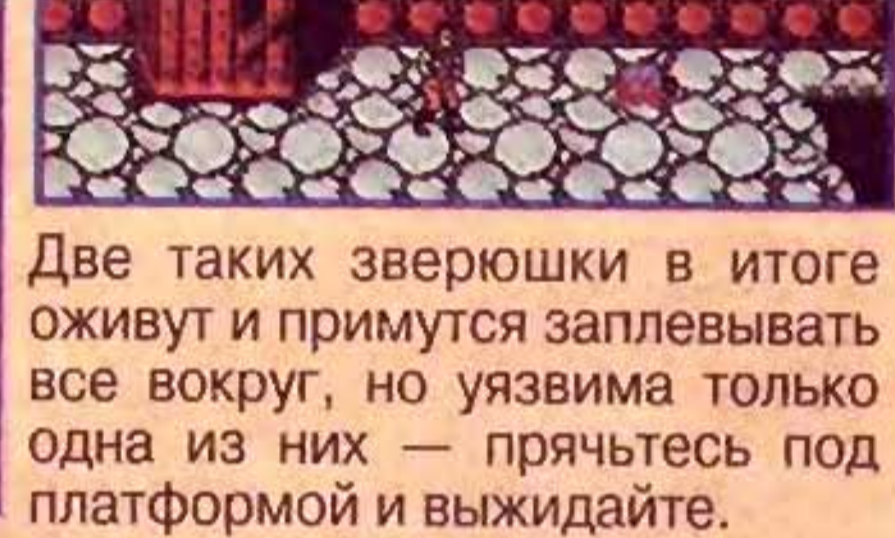 Две таких зверюшки в итоге
оживут и примутся заплевывать
все вокруг, но уязвима только
одна из них — прячьтесь под
платформой и выжидайте.